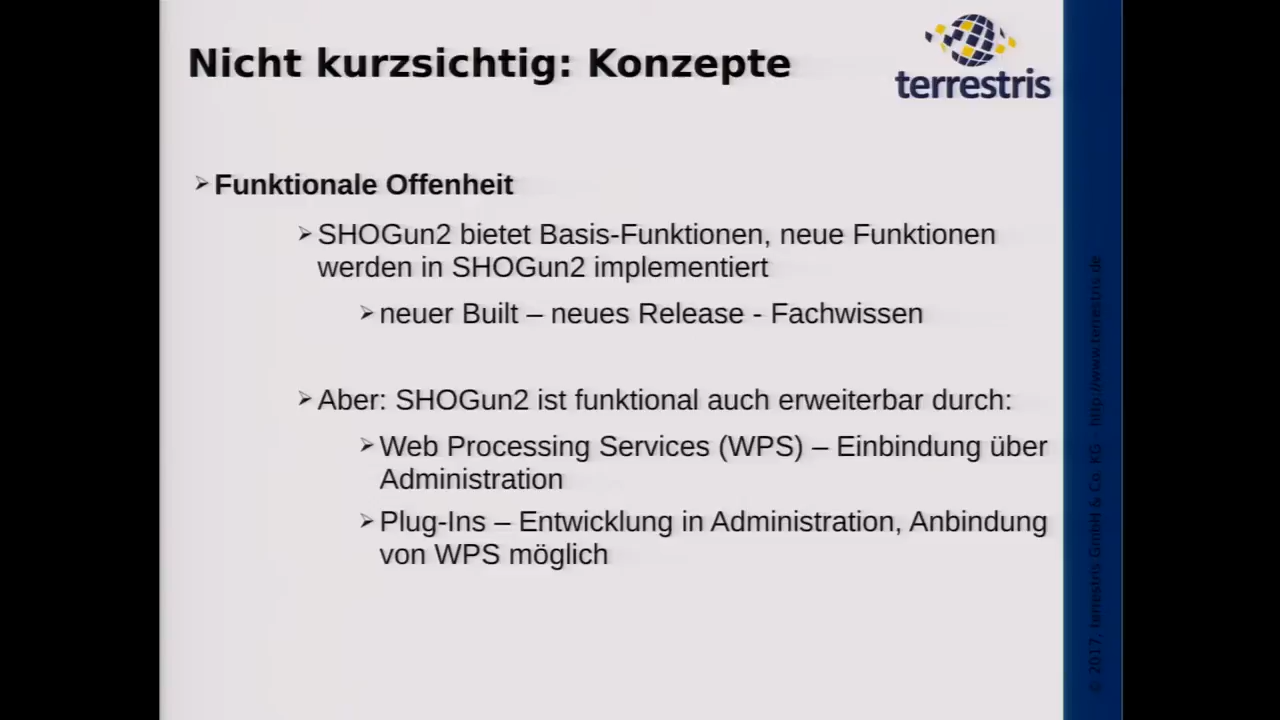 Nicht kurzsichtig: Konzepte
terrestris
Funktionale Offenheit
SHOGun2 bietet Basis-Funktionen, neue Funktionen
werden in SHOGun2 implementiert
neuer Built – neues Release - Fachwissen
Aber: SHOGun2 ist funktional auch erweiterbar durch:
Web Processing Services (WPS) – Einbindung über
Administration
Plug-Ins – Entwicklung in Administration, Anbindung
von WPS möglich
© 2017, terrestris GmbH & Co. KG - http://www.terrestris.de